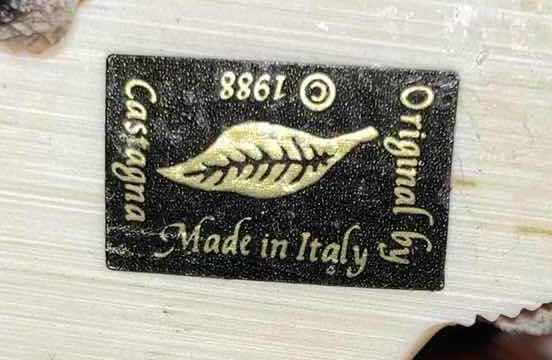 © 1988
Original by
Castagna
Made in Italy